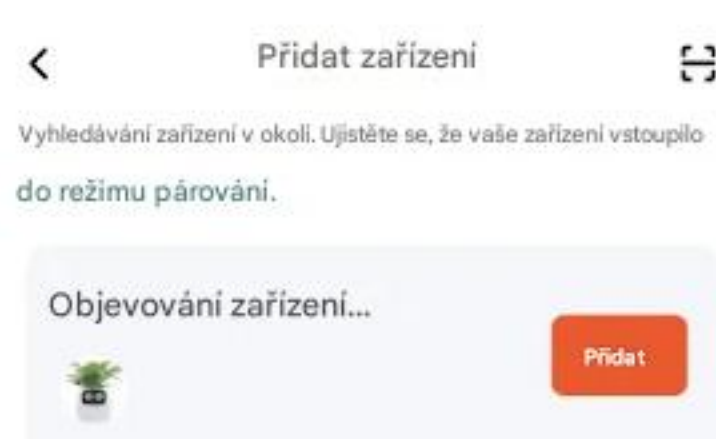 Přidat zařízení
Vyhledávání zařízení v okolí. Ujistěte se, že vaše zařízení vstoupilo
do režimu párování.
Objevování zařízení...
Přidat